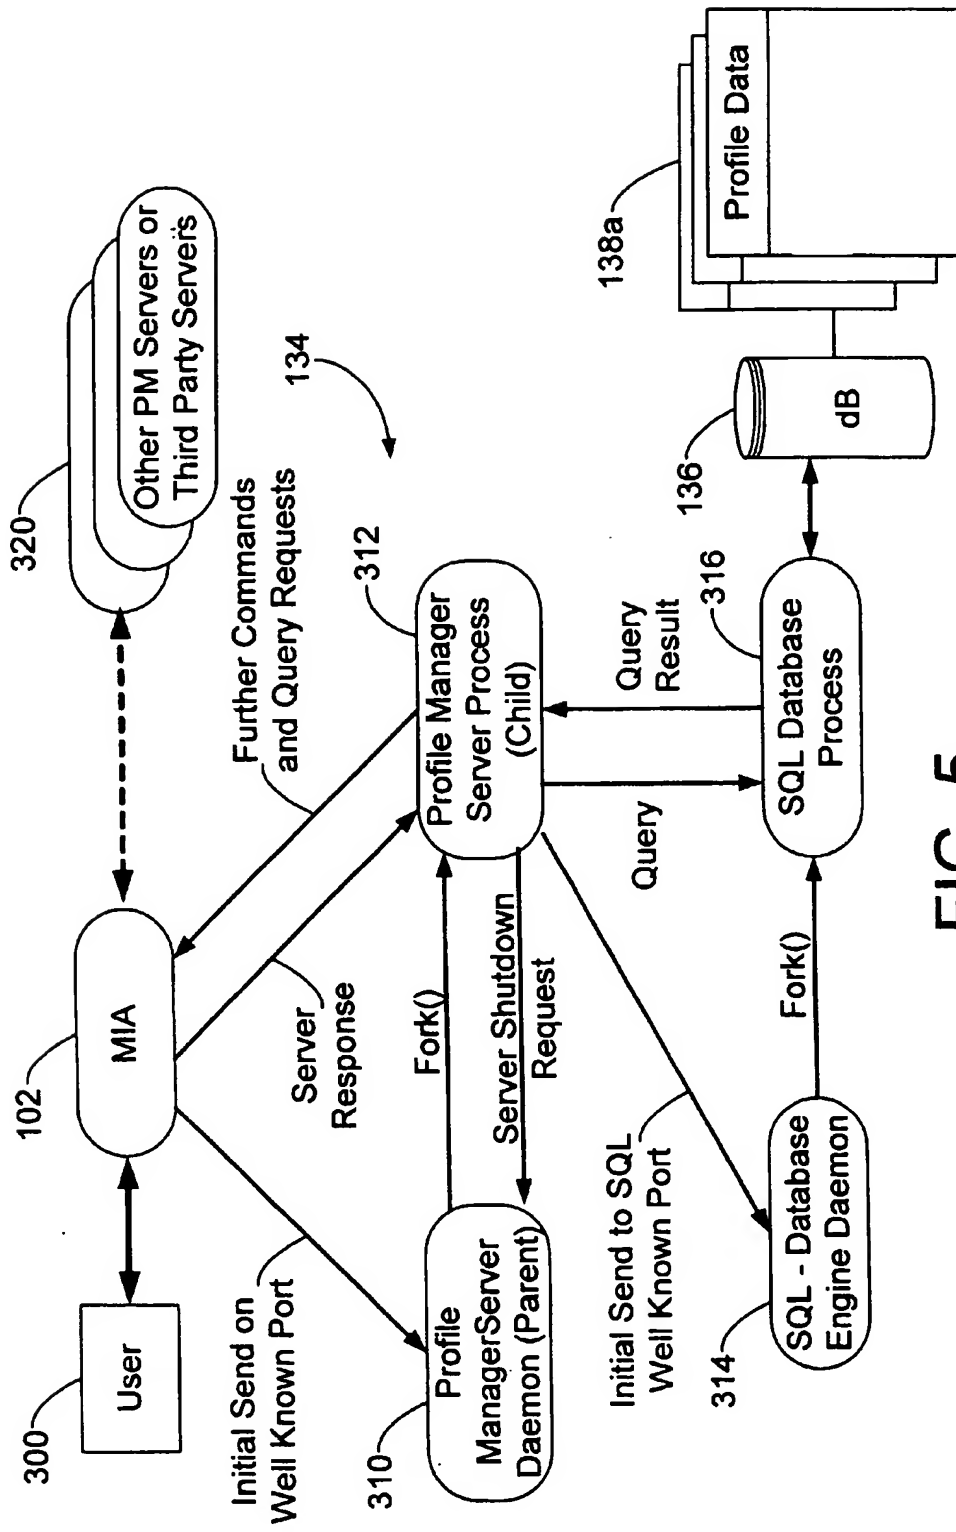 300
User
102
MIA
320
Other PM Servers or
Third Party Servers
Initial Send on
Well Known Port
Server
Response
Further Commands
and Query Requests
134
310
Profile
ManagerServer
Daemon (Parent)
Fork()
Server Shutdown
Request
312
Profile Manager
Server Process
(Child)
Initial Send to SQL
Well Known Port
Query
Query
Result
138a
Profile Data
314
SQL - Database
Engine Daemon
Fork()
316
SQL Database
Process
136
dB
FIG. 5